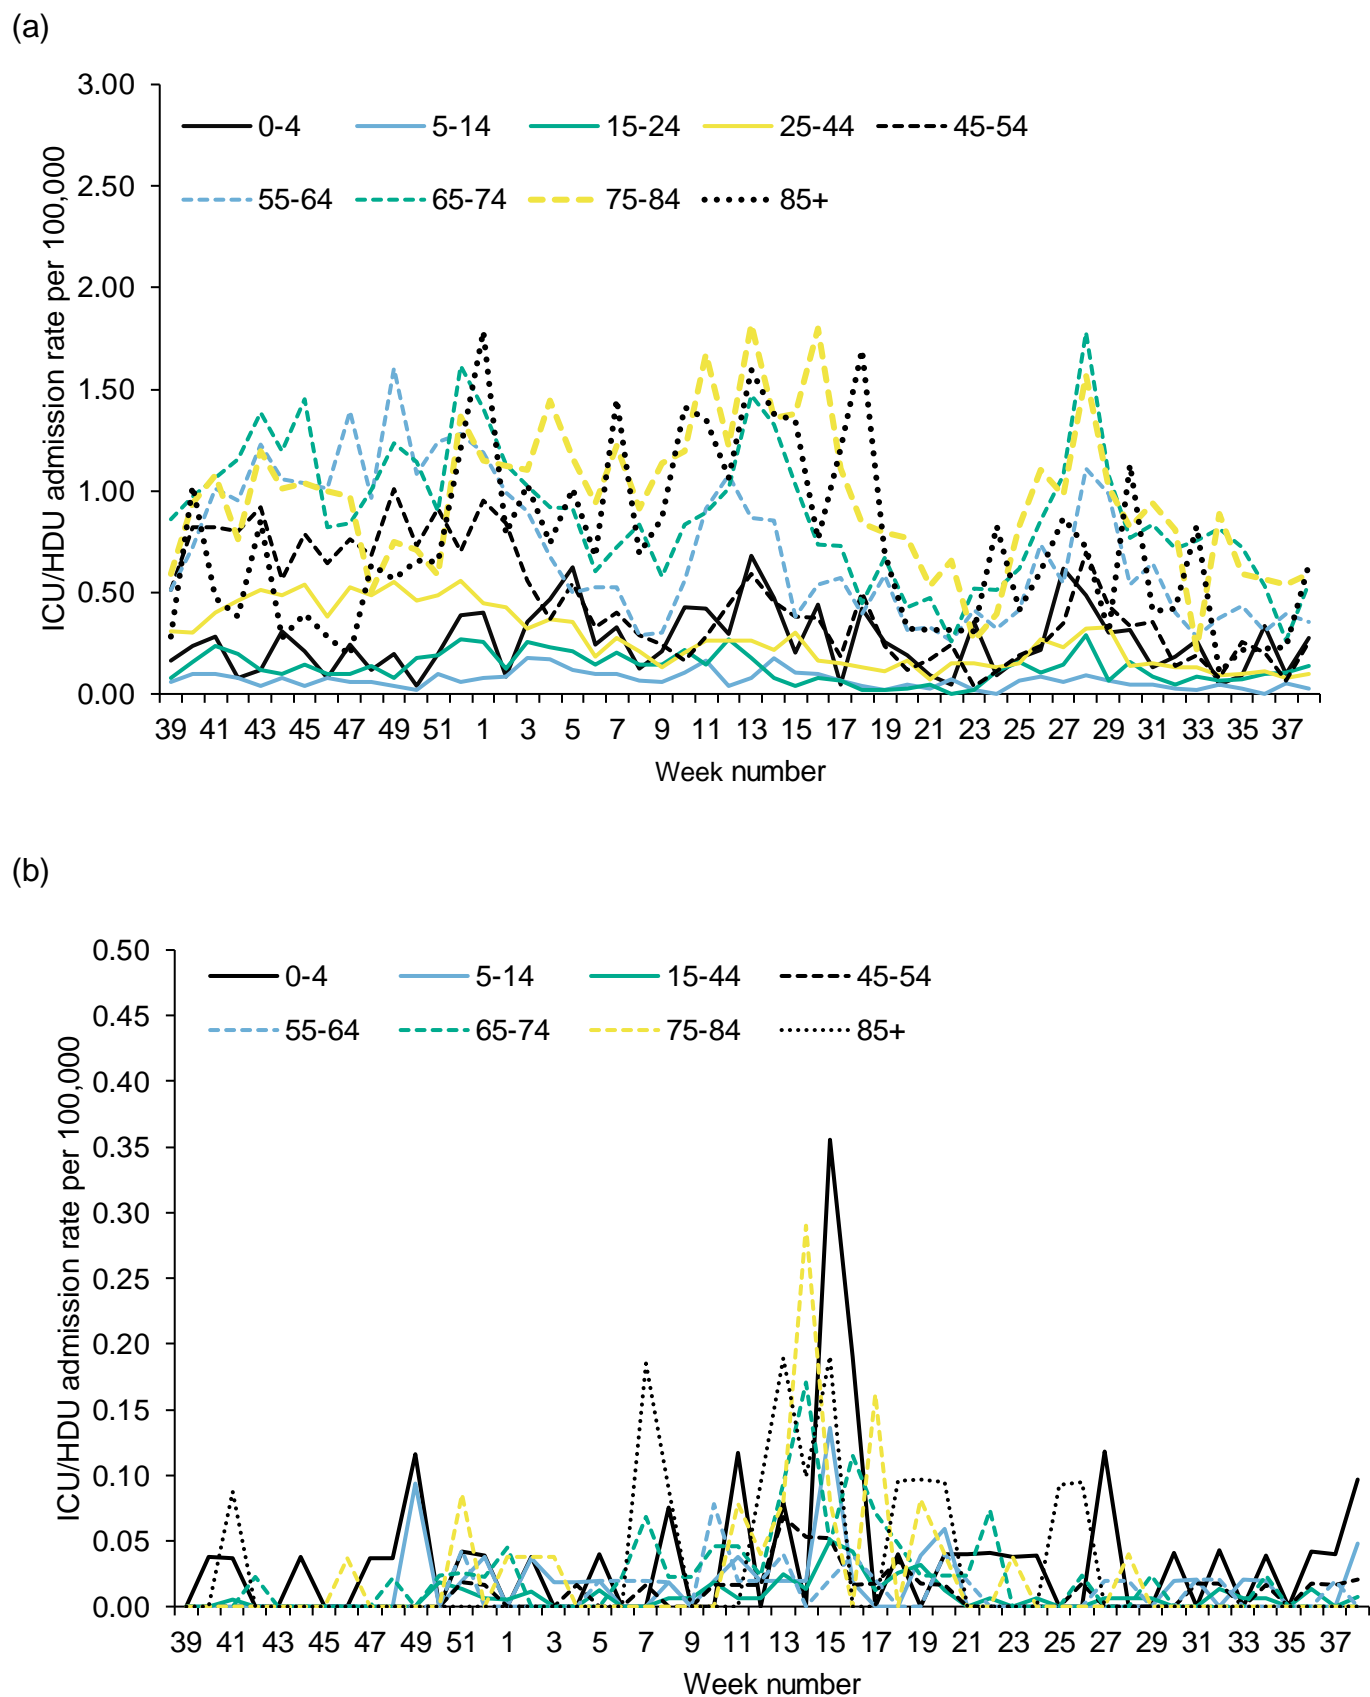 (a)
3.00
0-4 5-14 15-24 25-44 45-54
2.50
55-64 65-74 75-84 85+
2.00
1.50
1.00
0.50
0.00
ICU/HDU admission rate per 100,000
39 41 43 45 47 49 51 1 3 5 7 9 11 13 15 17 19 21 23 25 27 29 31 33 35 37
Week number
(b)
0.50
0-4 5-14 15-44 45-54
0.45
55-64 65-74 75-84 85+
0.40
0.35
0.30
0.25
0.20
0.15
0.10
0.05
0.00
ICU/HDU admission rate per 100,000
39 41 43 45 47 49 51 1 3 5 7 9 11 13 15 17 19 21 23 25 27 29 31 33 35 37
Week number